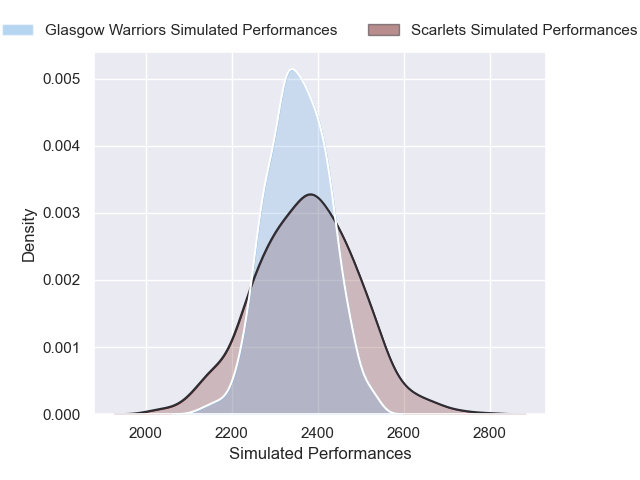 Glasgow Warriors Simulated Performances
Scarlets Simulated Performances
0.005
0.004
0.003
0.002
0.001
0.000
Density
2000 2200 2400 2600 2800
Simulated Performances